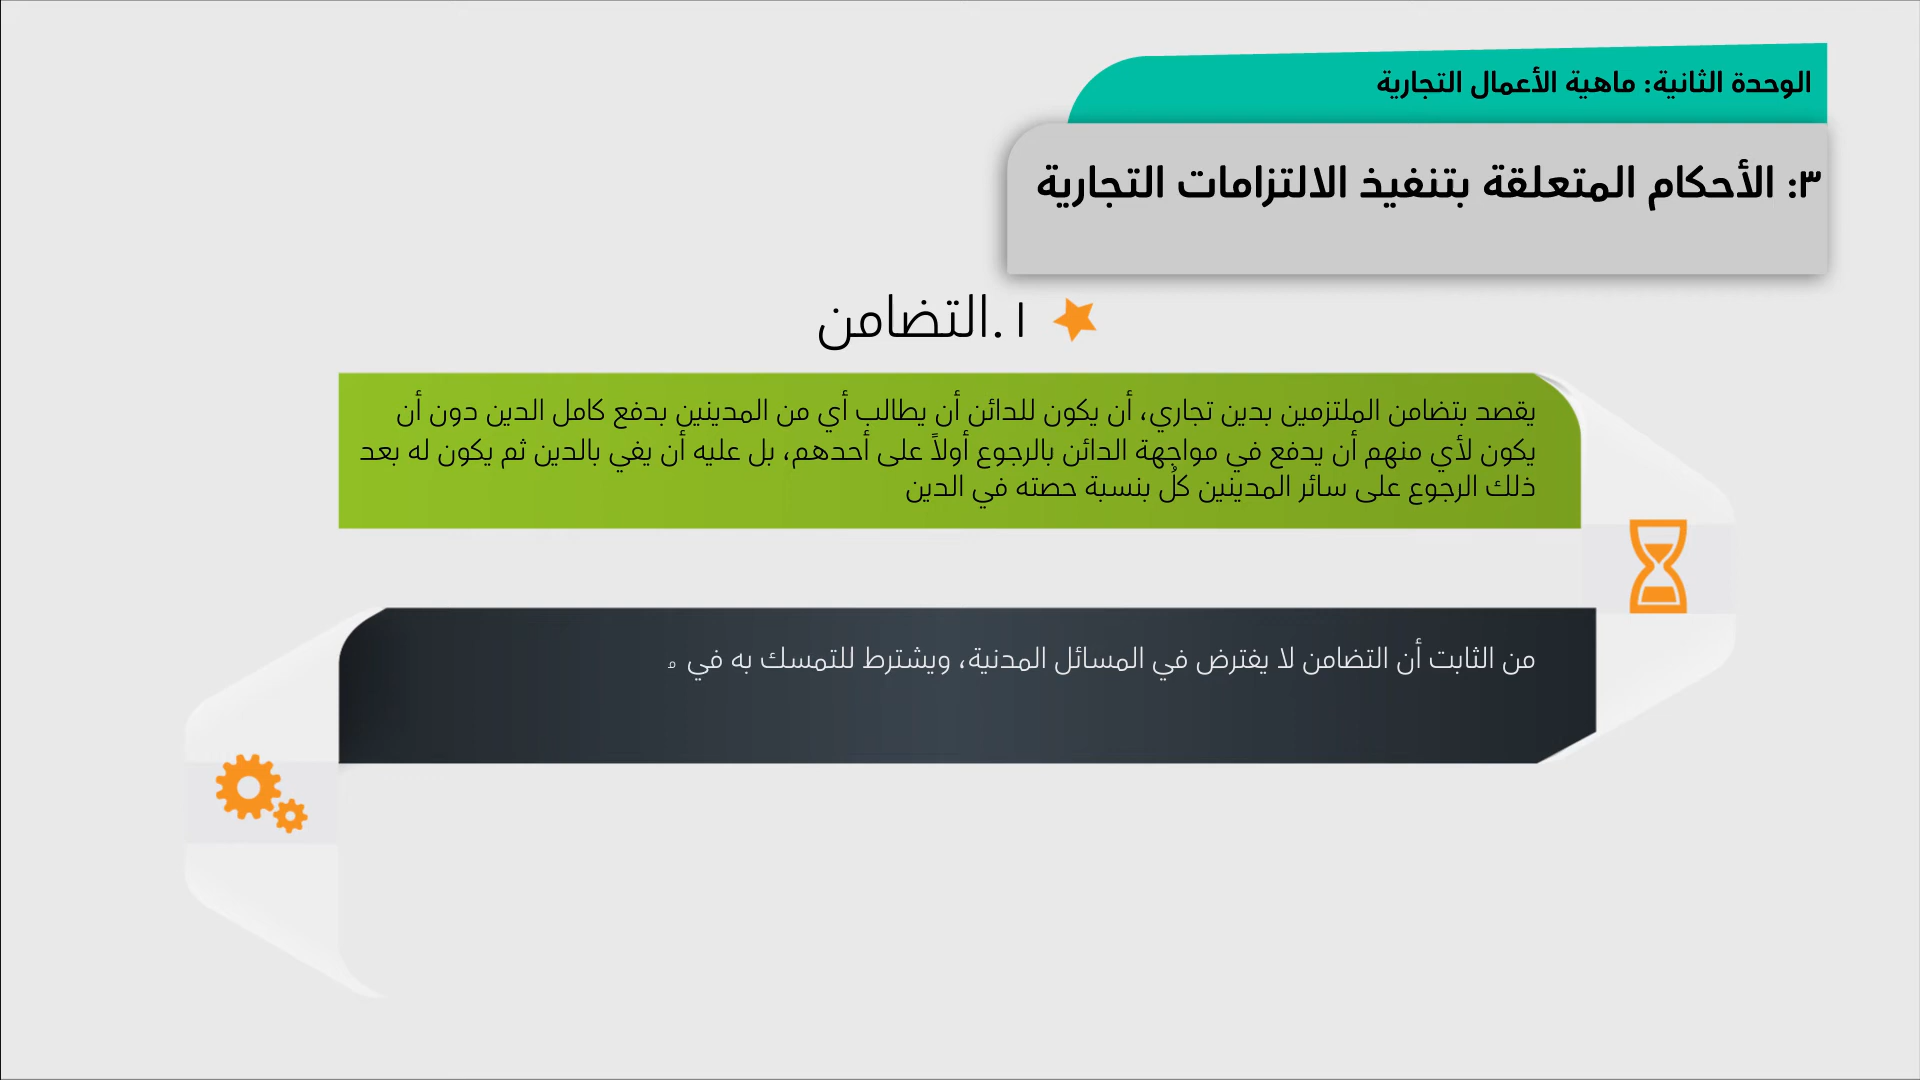 الوحدة الثانية: ماهية الأعمال التجارية
٣: الأحكام المتعلقة بتنفيذ الالتزامات التجارية
١.التضامن
يقصد بتضامن الملتزمين بدين تجاري، أن يكون للدائن أن يطالب أي من المدينين بدفع كامل الدين دون أن
يكون لأي منهم أن يدفع في مواجهة الدائن بالرجوع أولاً على أحدهم، بل عليه أن يفي بالدين ثم يكون له بعد
ذلك الرجوع على سائر المدينين كلُ بنسبة حصته في الدين
من الثابت أن التضامن لا يفترض في المسائل المدنية، ويشترط للتمسك به في